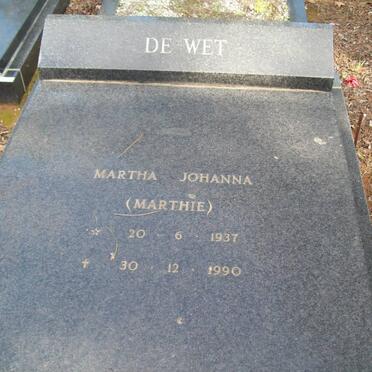 DE WET
MARTHA JOHANNA
(MARTHIE)
☆ 20 - 6 - 1937
✝ 30 · 12 · 1990